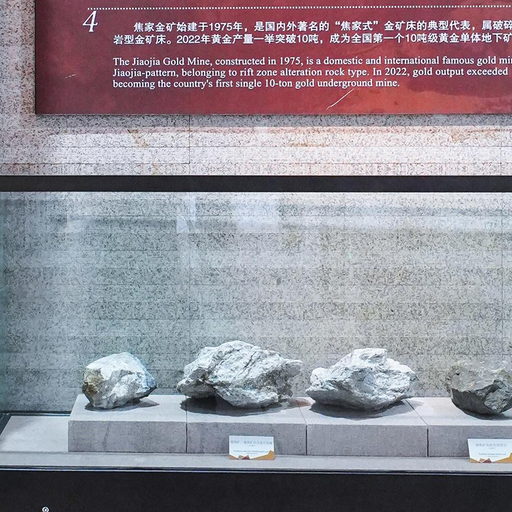 4
焦家金矿始建于1975年，是国内外著名的“焦家式”金矿床的典型代表，属破碎
岩型金矿床。2022年黄金产量一举突破10吨，成为全国第一个10吨级黄金单体地下矿
The Jiaojia Gold Mine, constructed in 1975, is a domestic and international famous gold min
Jiaojia-pattern, belonging to rift zone alteration rock type. In 2022, gold output exceeded
becoming the country's first single 10-ton gold underground mine.